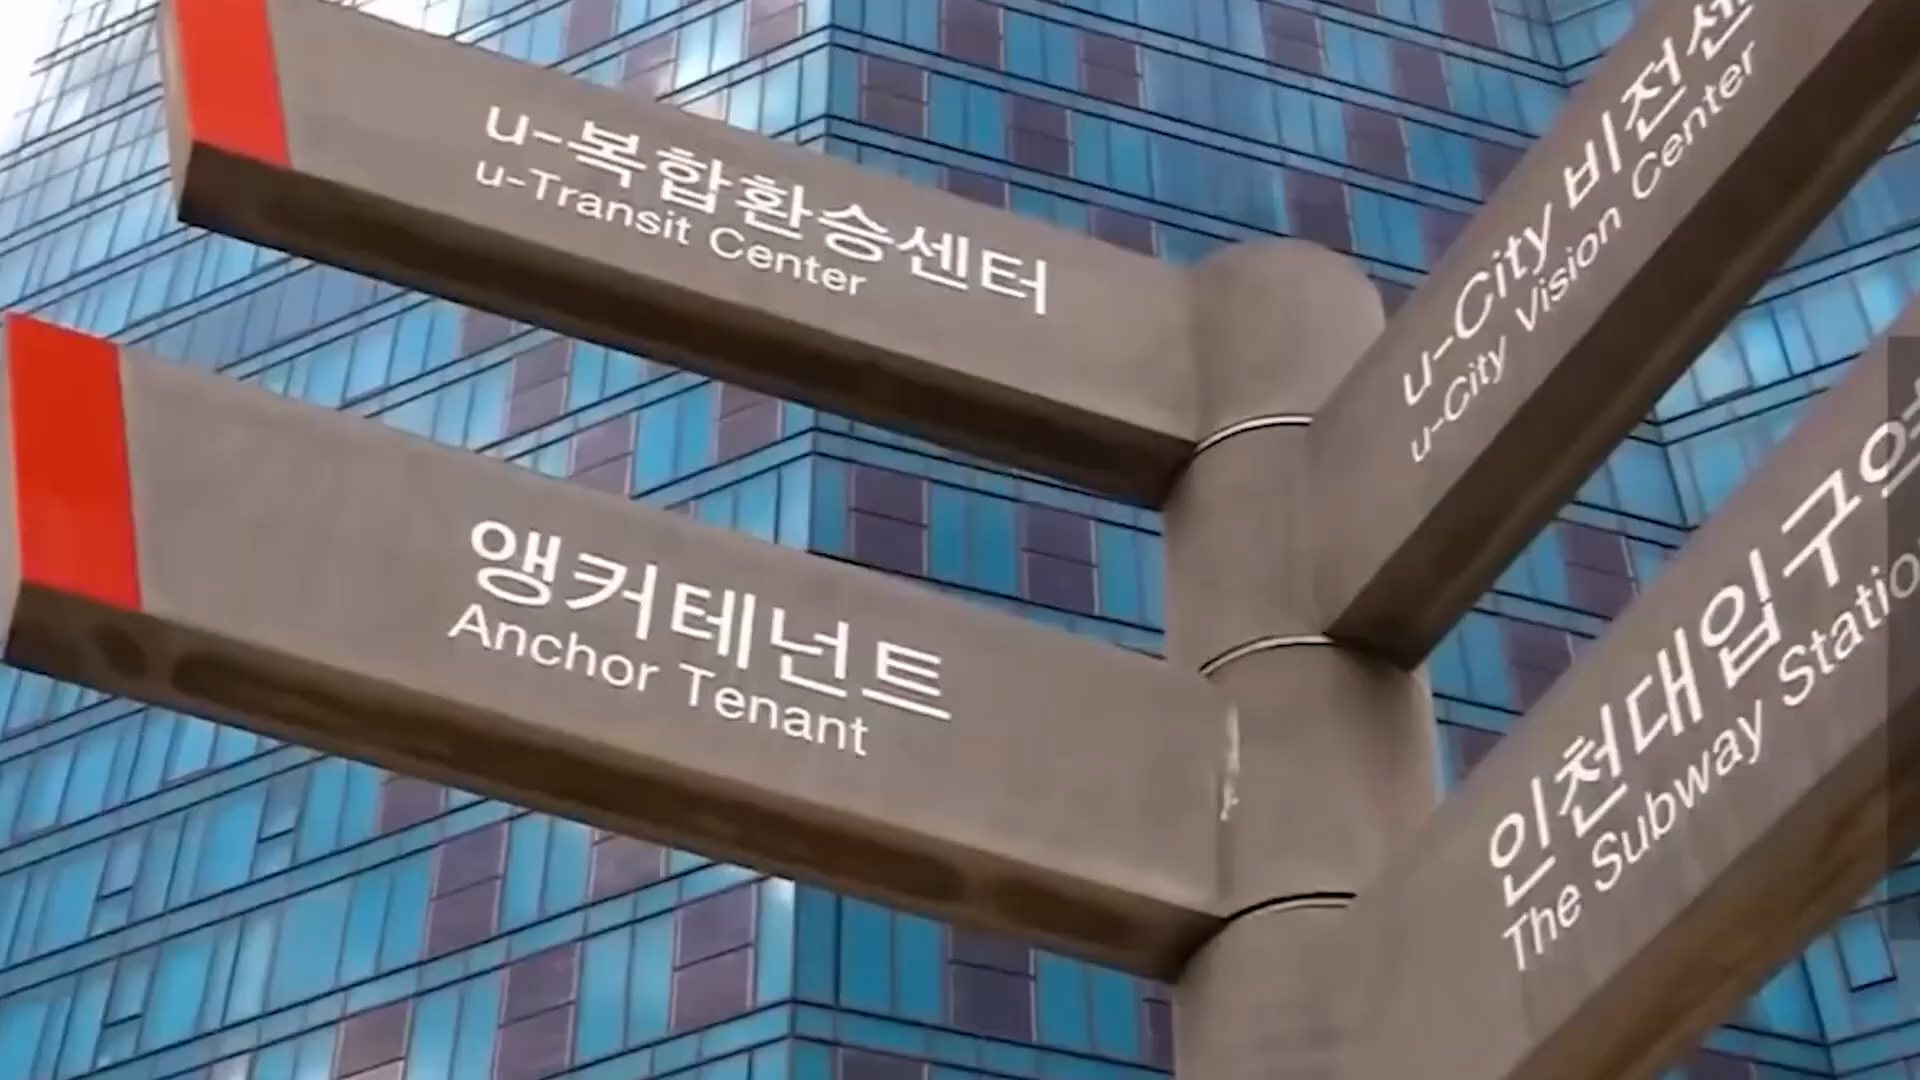 u-복합환승센터
u-Transit Center
u-City 비전센
u-City Vision Center
앵커테넌트
Anchor Tenant
인천대입구역
The Subway Statio